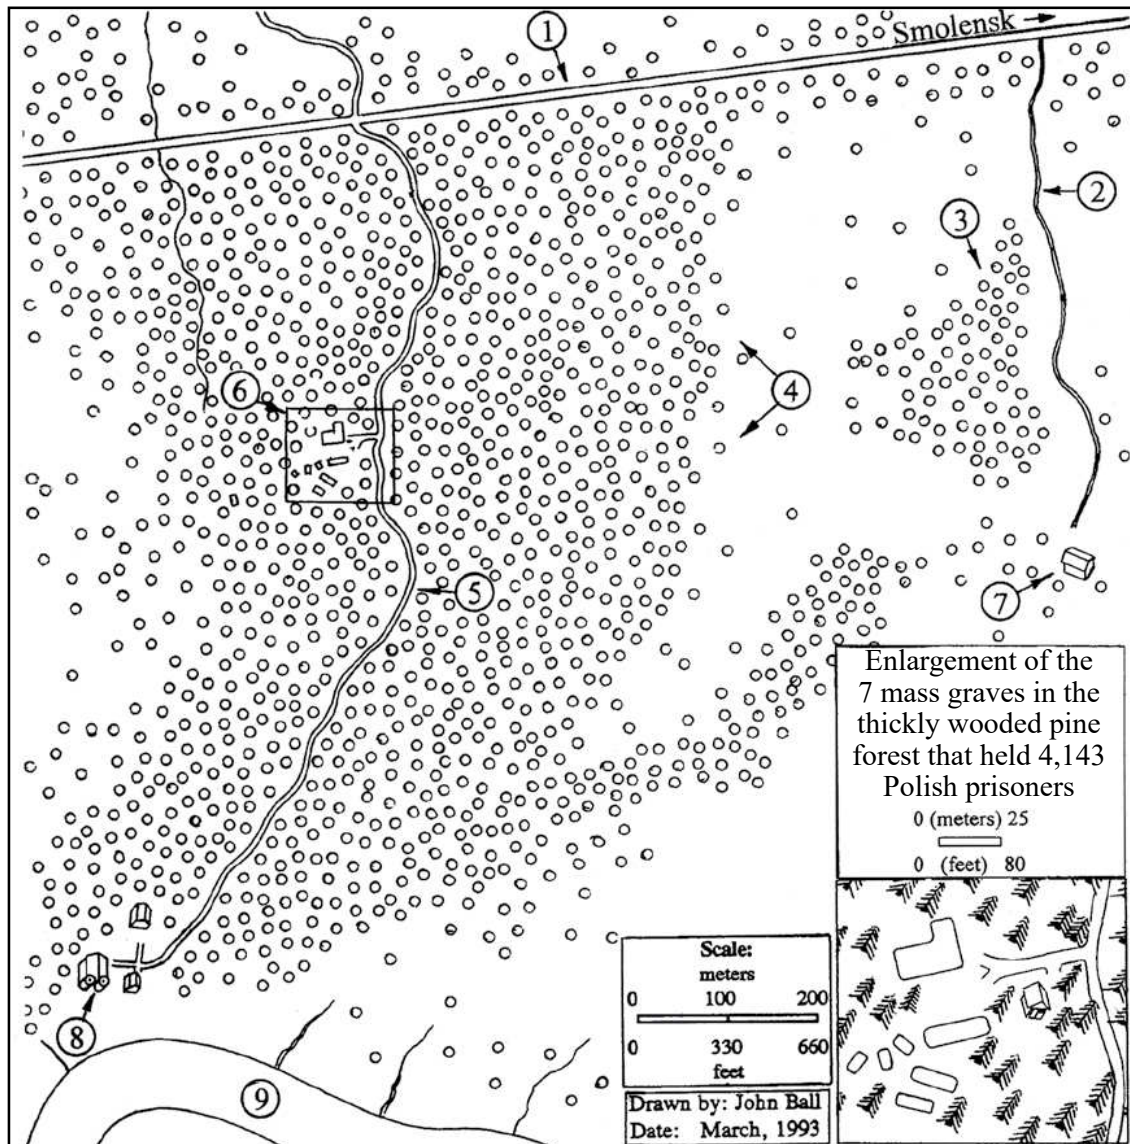 Smolensk
1
2
3
4
6
5
7
Enlargement of the
7 mass graves in the
thickly wooded pine
forest that held 4,143
Polish prisoners
0 (meters) 25
0 (feet) 80
Scale:
meters
0 100 200
0 330 660
feet
Drawn by: John Ball
Date: March, 1993
8
9